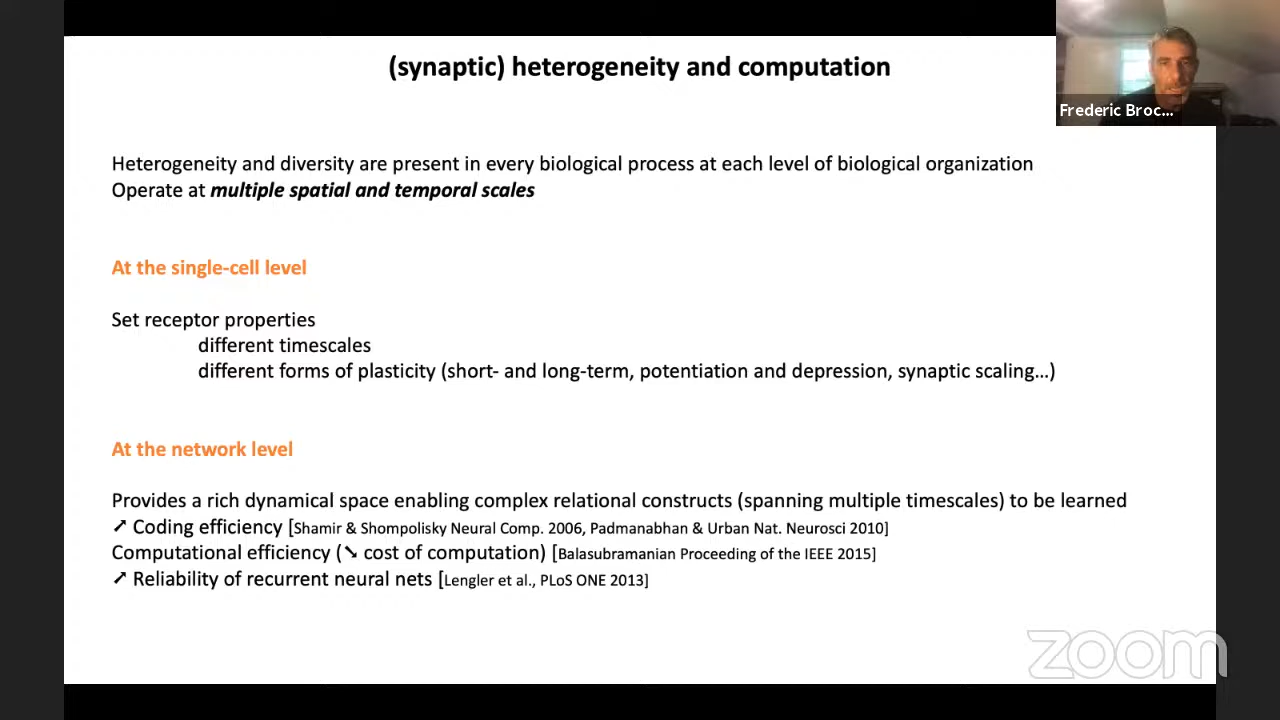 (synaptic) heterogeneity and computation
Frederic Broc...
Heterogeneity and diversity are present in every biological process at each level of biological organization
Operate at multiple spatial and temporal scales
At the single-cell level
Set receptor properties
different timescales
different forms of plasticity (short- and long-term, potentiation and depression, synaptic scaling…)
At the network level
Provides a rich dynamical space enabling complex relational constructs (spanning multiple timescales) to be learned
➚ Coding efficiency [Shamir & Shompolisky Neural Comp. 2006, Padmanabhan & Urban Nat. Neurosci 2010]
Computational efficiency (➘ cost of computation) [Balasubramanian Proceeding of the IEEE 2015]
➚ Reliability of recurrent neural nets [Lengler et al., PLoS ONE 2013]
zoom